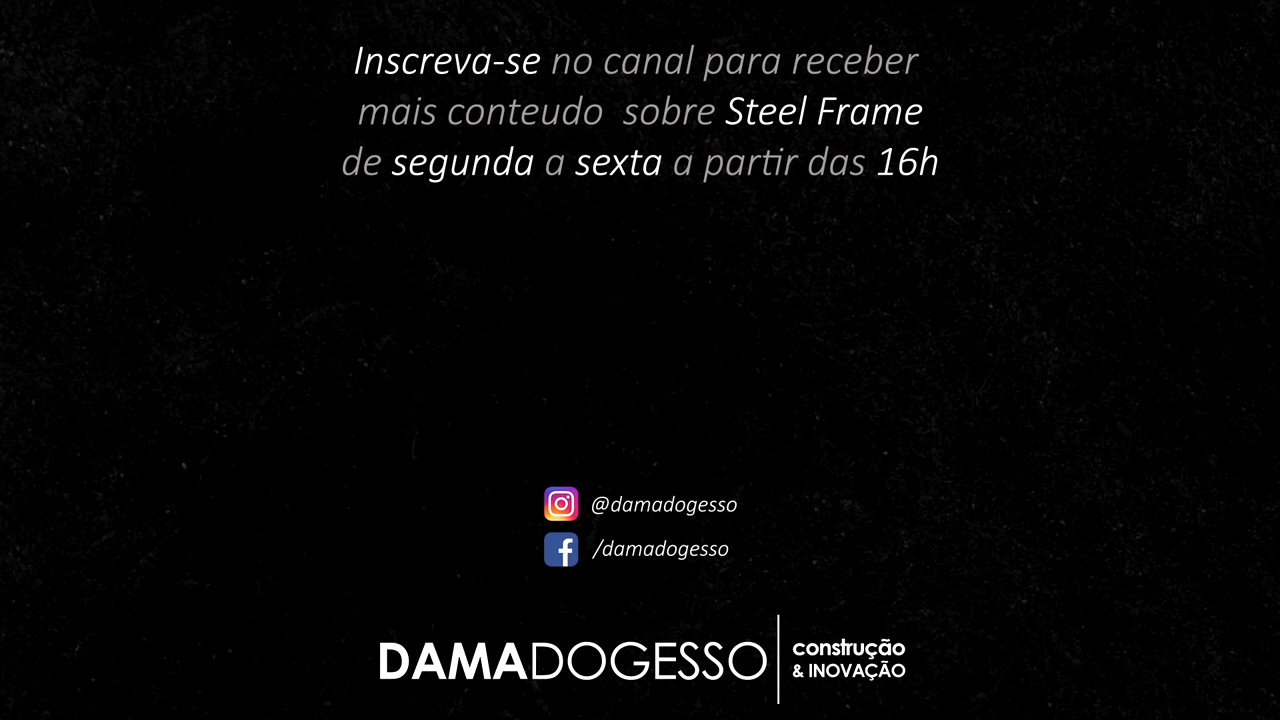 Inscreva-se no canal para receber
mais conteudo sobre Steel Frame
de segunda a sexta a partir das 16h
@damadogesso
/damadogesso
DAMADOGESSO
construção
& INOVAÇÃO